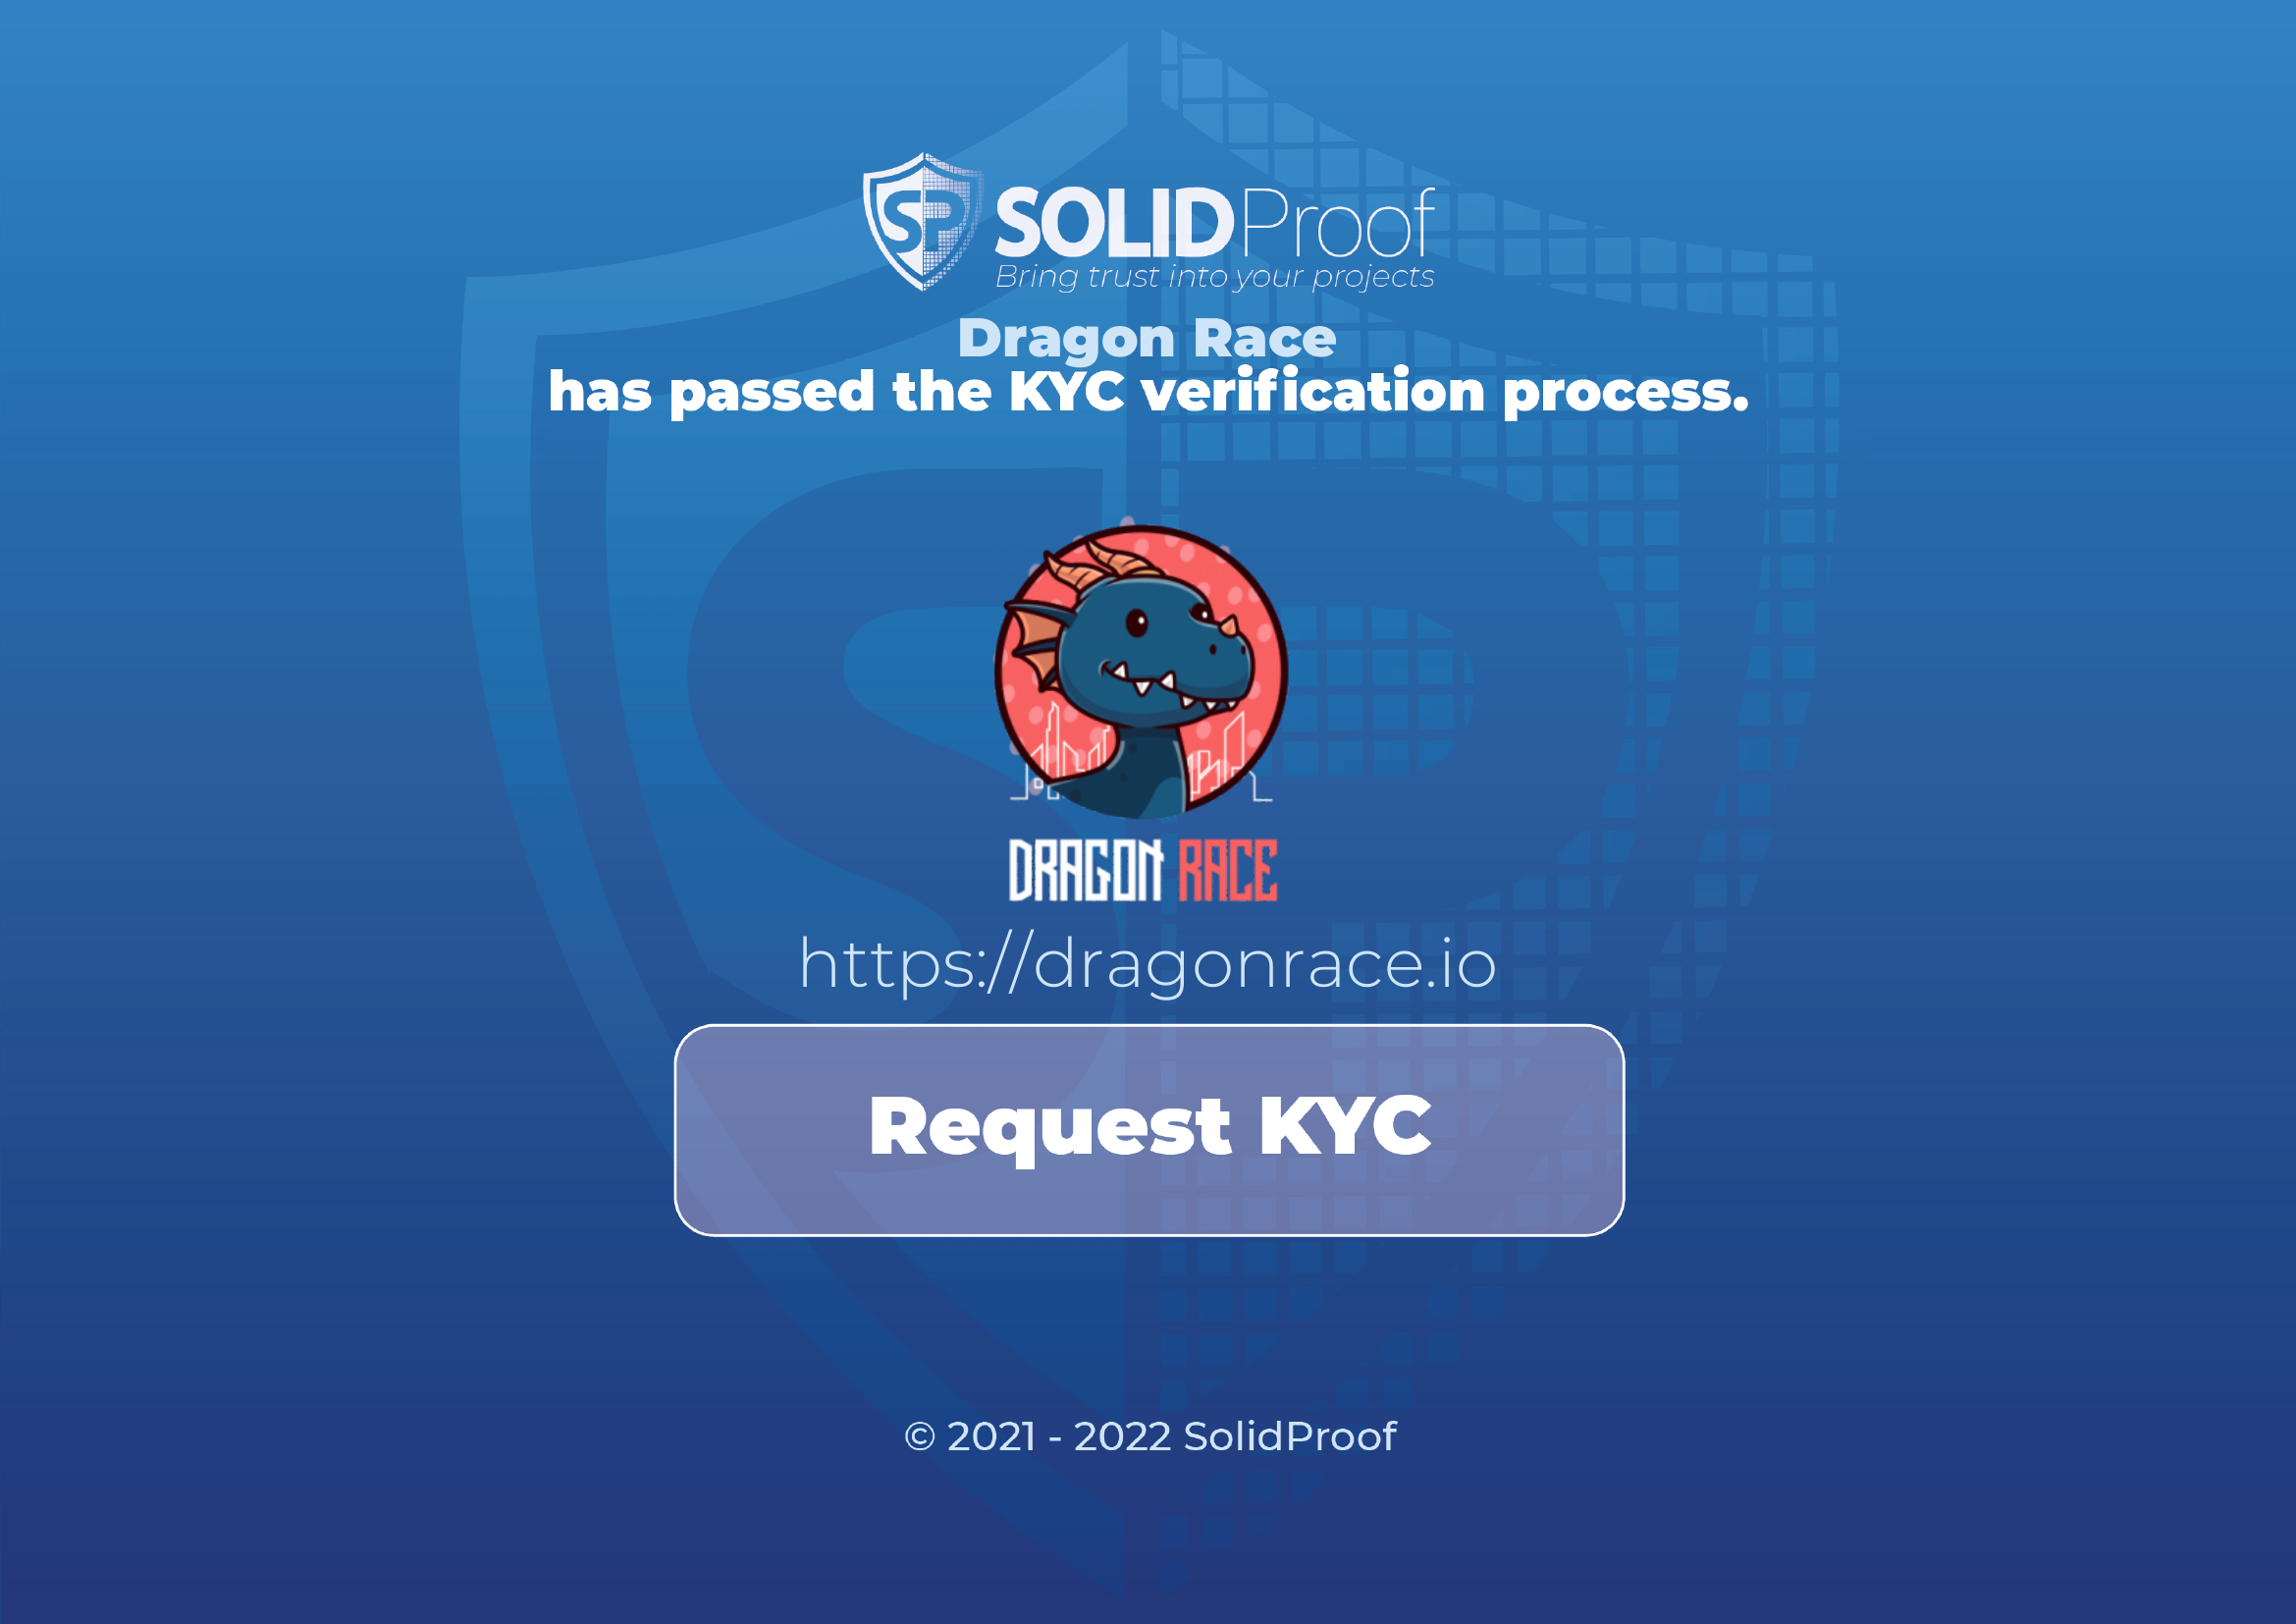 SP
SOLIDProof
Bring trust into your projects
Dragon Race
has passed the KYC verification process.
DRAGON RACE
https://dragonrace.io
Request KYC
© 2021 - 2022 SolidProof